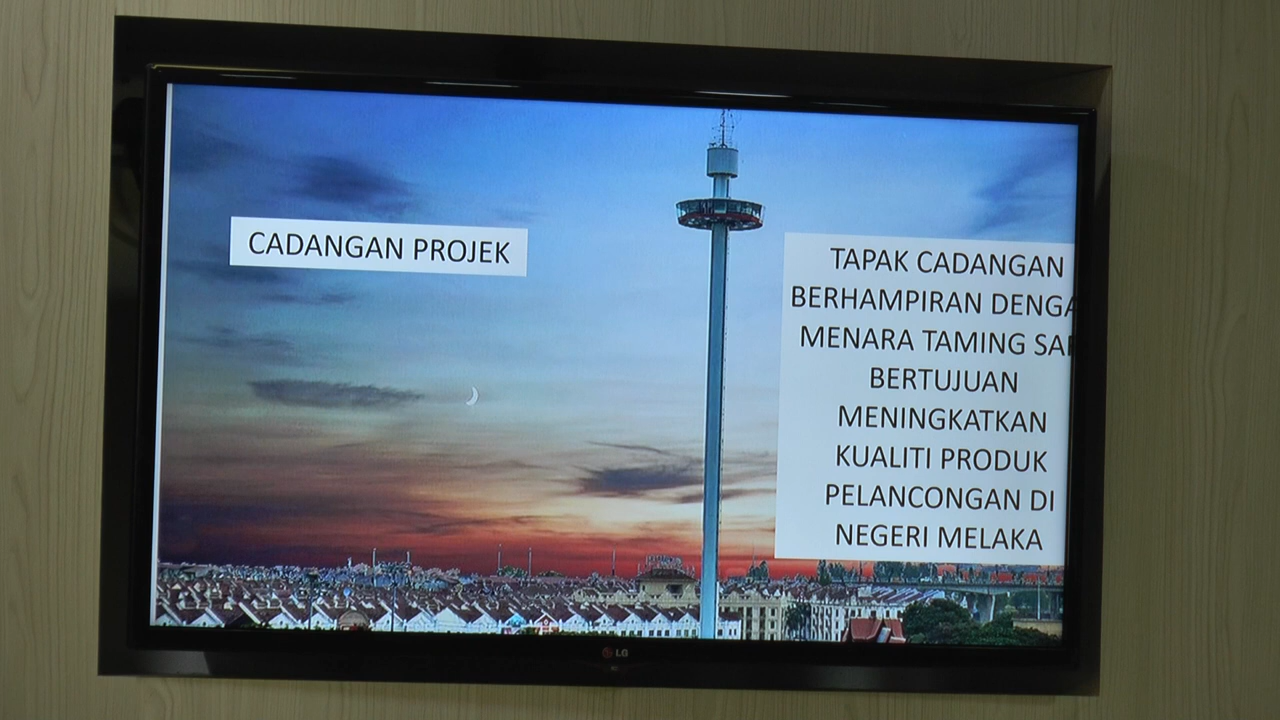 CADANGAN PROJEK
TAPAK CADANGAN
BERHAMPIRAN
MENARA TAMING
BERTUJUAN
MENINGKATKAN
KUALITI PRODUK
PELANCONGAN DI
NEGERI MELAKA
LG